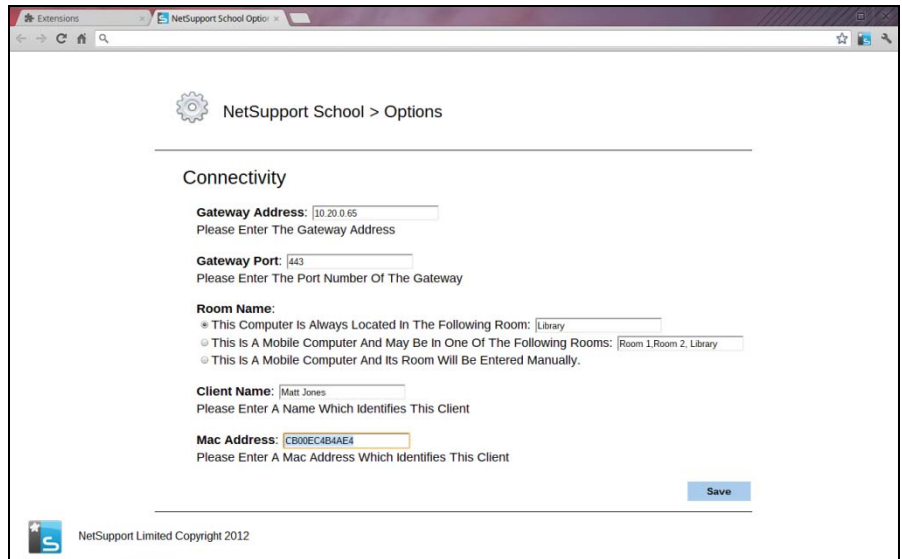 Extensions
NetSupport School Option
NetSupport School > Options
Connectivity
Gateway Address: 10.20.0.65
Please Enter The Gateway Address
Gateway Port: 443
Please Enter The Port Number Of The Gateway
Room Name:
This Computer Is Always Located In The Following Room: Library
This Is A Mobile Computer And May Be In One Of The Following Rooms: Room 1,Room 2, Library
This Is A Mobile Computer And Its Room Will Be Entered Manually.
Client Name: Matt Jones
Please Enter A Name Which Identifies This Client
Mac Address: CB00EC4B4AE4
Please Enter A Mac Address Which Identifies This Client
Save
S
NetSupport Limited Copyright 2012